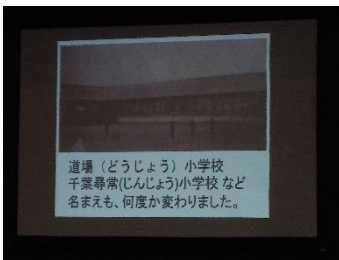 道場（どうじょう）小学校
千葉尋常(じんじょう)小学校 など
名まえも、何度か変わりました。